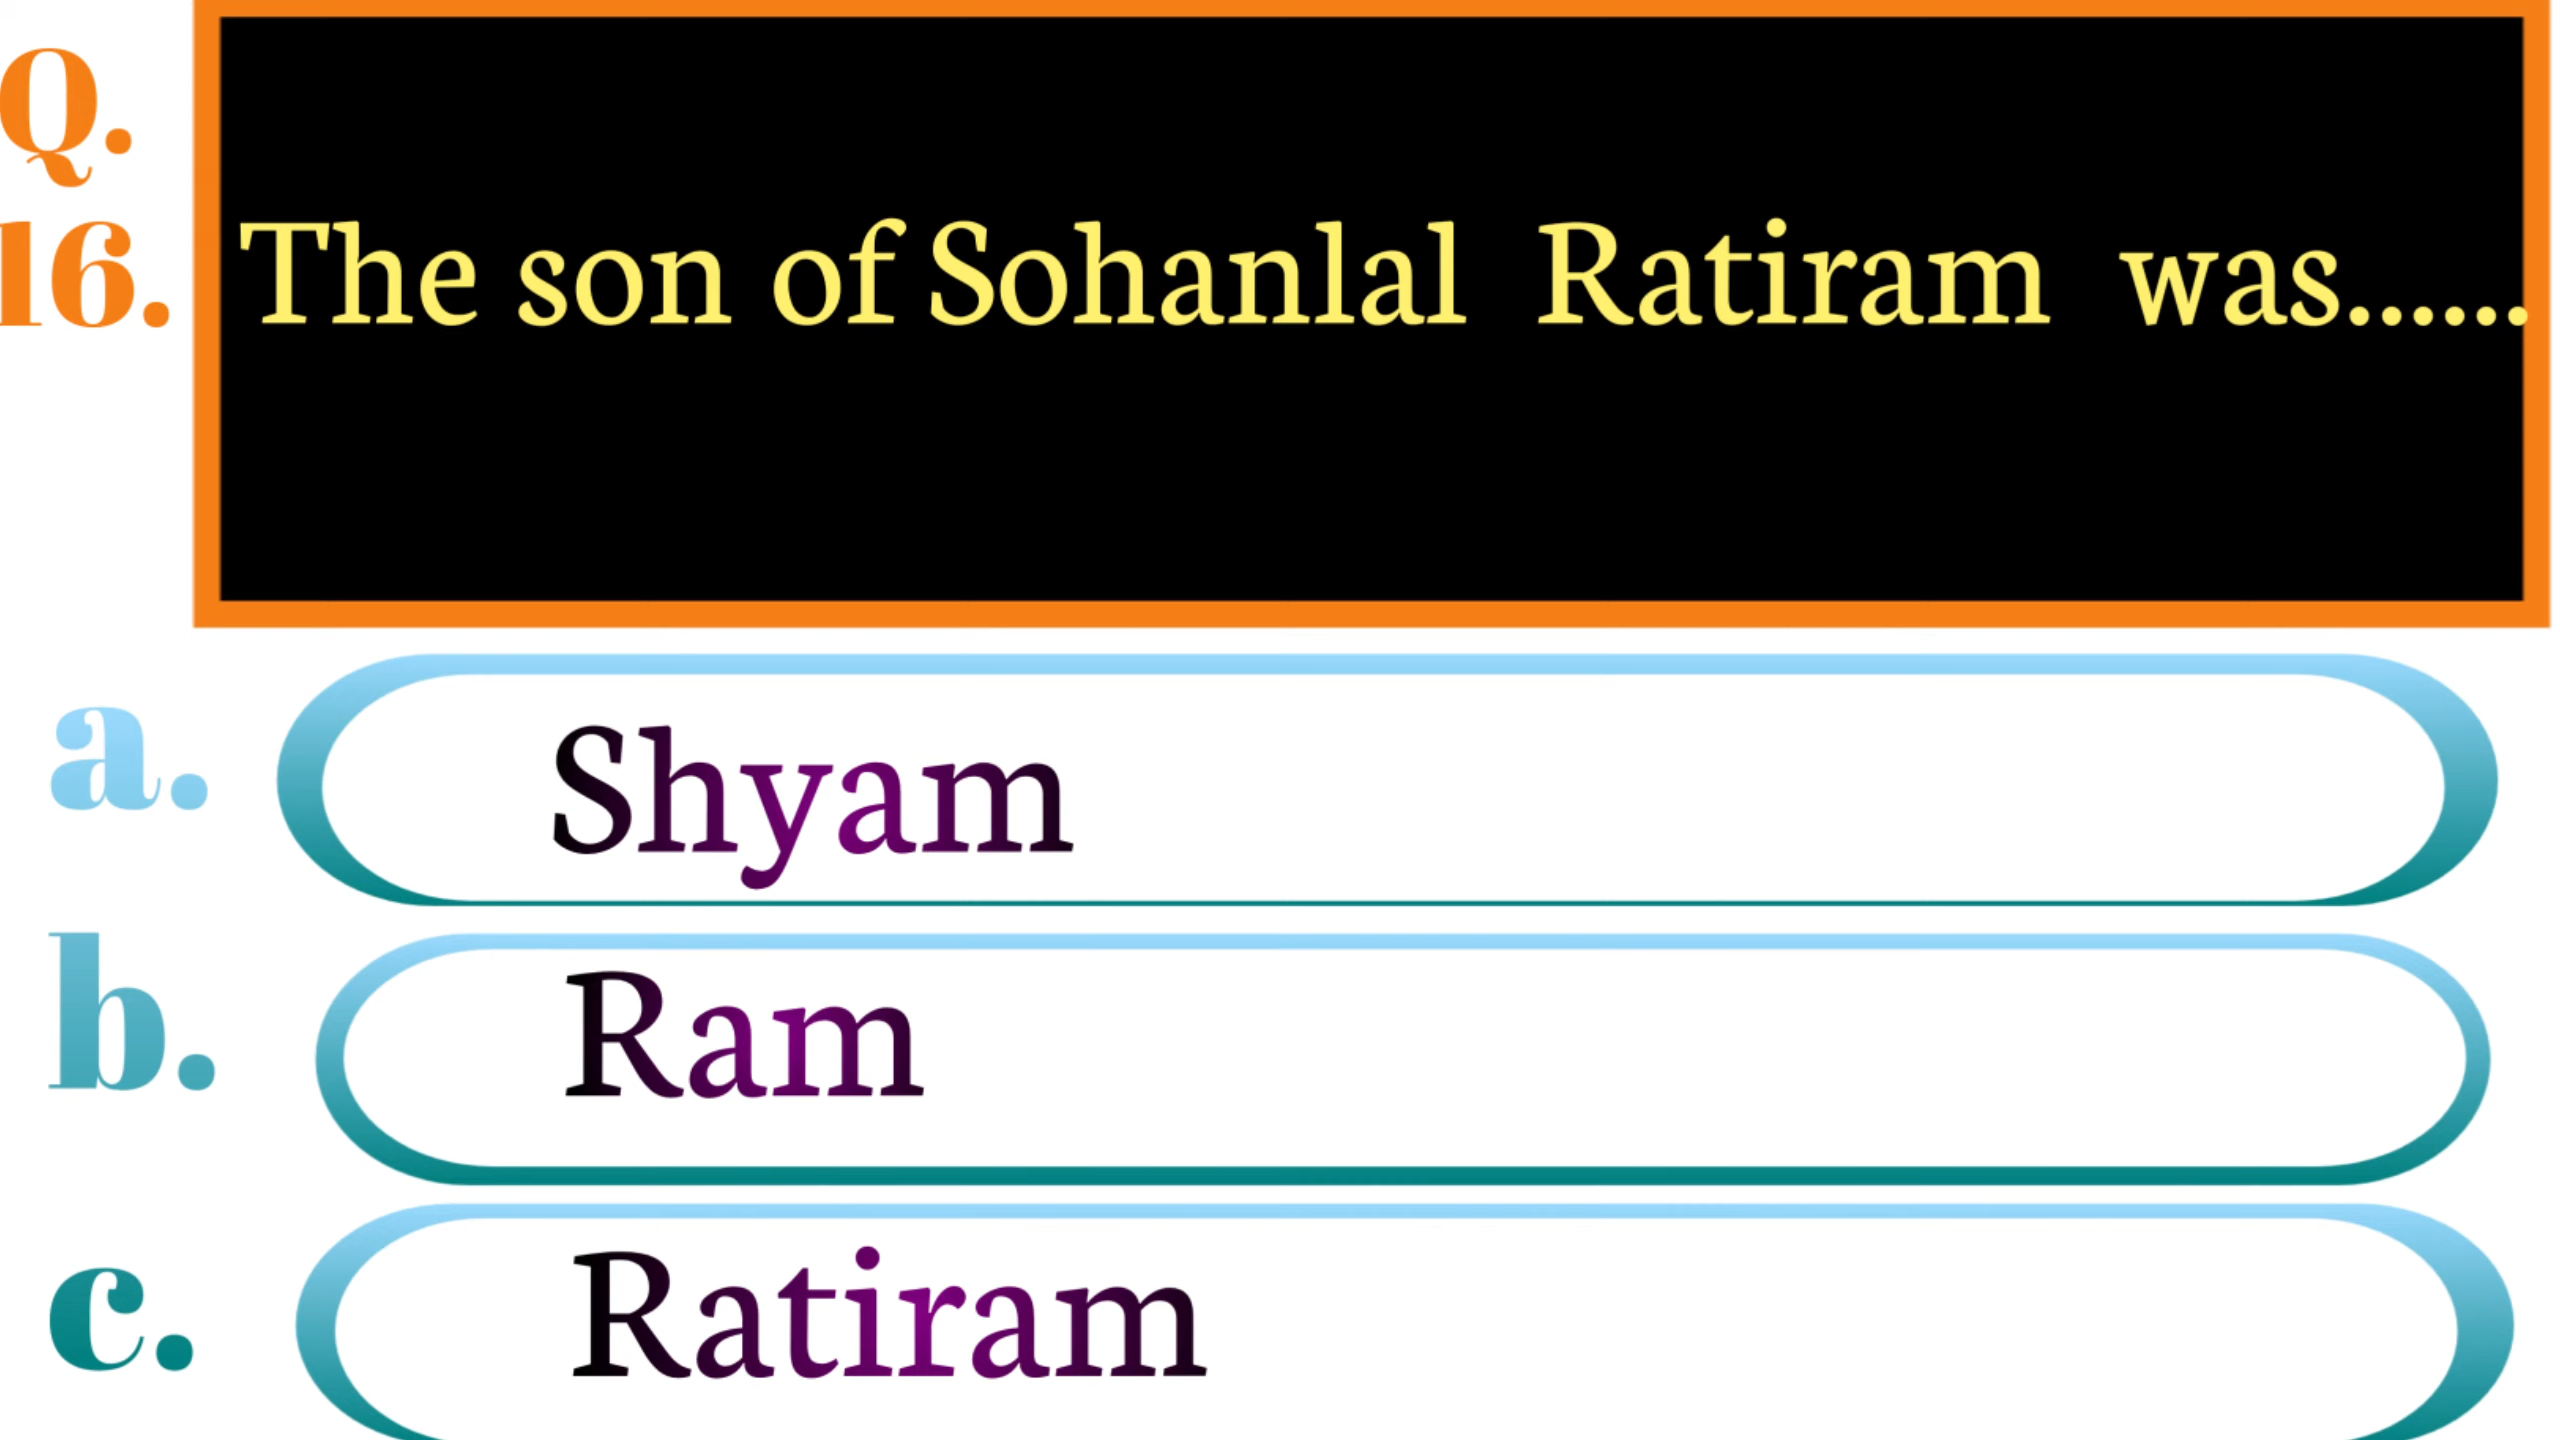 Q.
16.
The son of Sohanlal Ratiram was......
a. Shyam
b. Ram
c. Ratiram